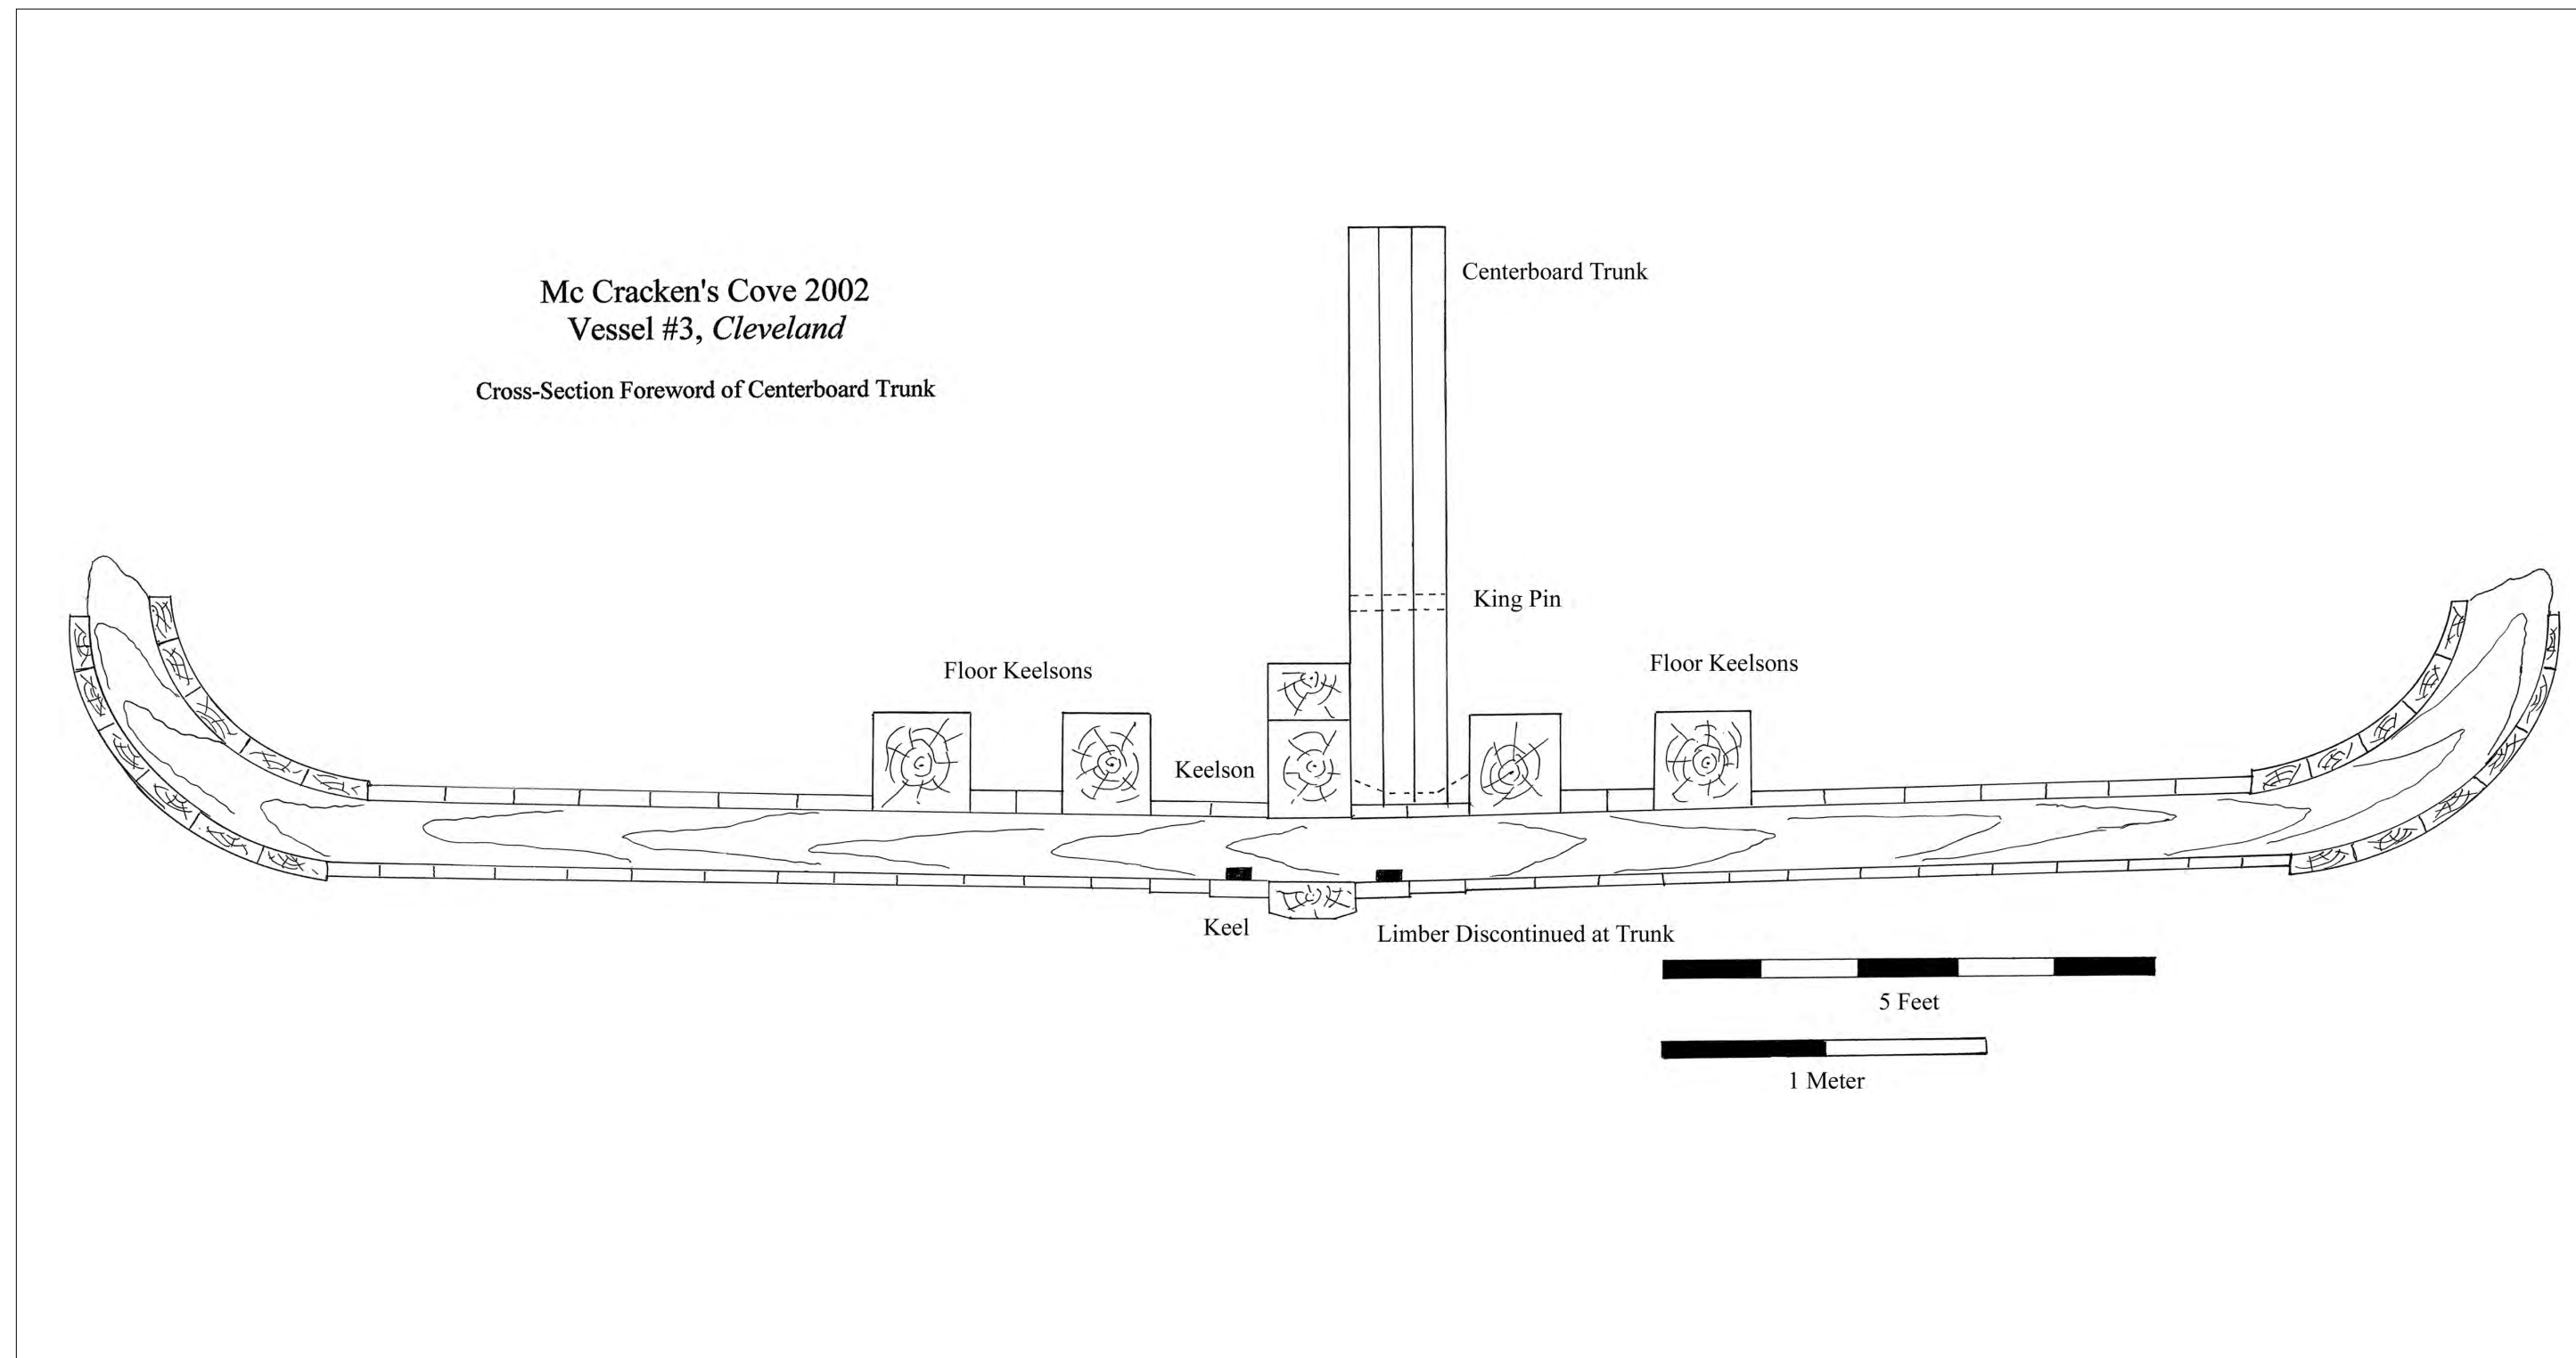 Mc Cracken's Cove 2002
Vessel #3, Cleveland
Cross-Section Foreword of Centerboard Trunk
Centerboard Trunk
King Pin
Floor Keelsons
Floor Keelsons
Keelson
Keel
Limber Discontinued at Trunk
5 Feet
1 Meter